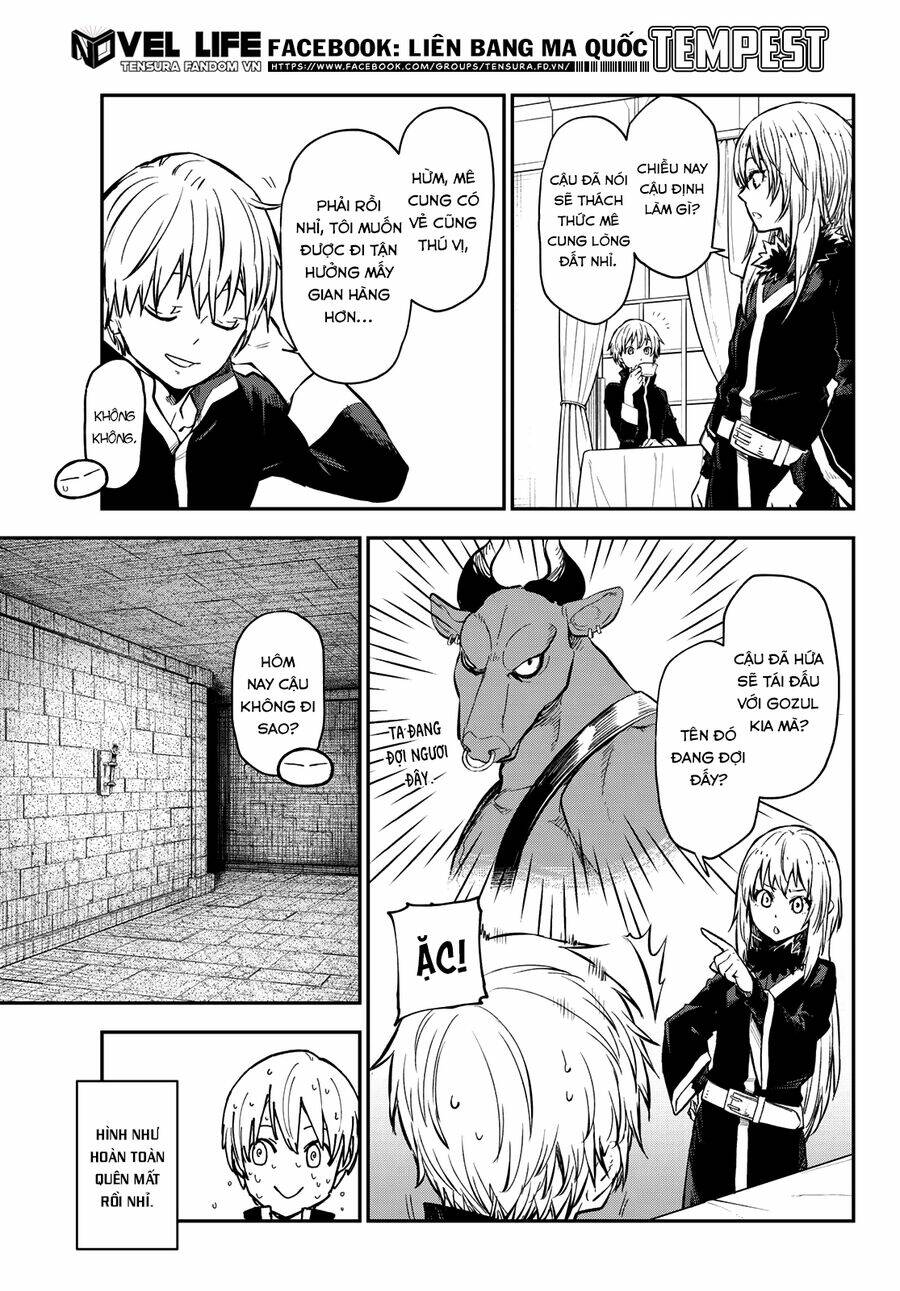 NOVEL LIFE
TENSURA FANDOM VN
FACEBOOK: LIÊN BANG MA QUỐC
HTTPS://WWW.FACEBOOK.COM/GROUPS/TENSURA.FD.VN/
TEMPEST
CHIỀU NAY
CẬU ĐỊNH
LÀM GÌ?
CẬU ĐÃ NÓI
SẼ THÁCH
THỨC MÊ
CUNG LÒNG
ĐẤT NHỈ.
HỪM, MÊ
CUNG CÓ
VẺ CŨNG
THÚ VỊ,
PHẢI RỒI
NHỈ, TÔI MUỐN
ĐƯỢC ĐI TẬN
HƯỞNG MẤY
GIAN HÀNG
HƠN...
KHÔNG
KHÔNG.
CẬU ĐÃ HỨA
SẼ TÁI ĐẤU
VỚI GOZUL
KIA MÀ?
TÊN ĐÓ
ĐANG ĐỢI
ĐẤY?
TA ĐANG
ĐỢI NGƯƠI
ĐÂY.
ẶC!
HÔM
NAY CẬU
KHÔNG ĐI
SAO?
HÌNH NHƯ
HOÀN TOÀN
QUÊN MẤT
RỒI NHỈ.